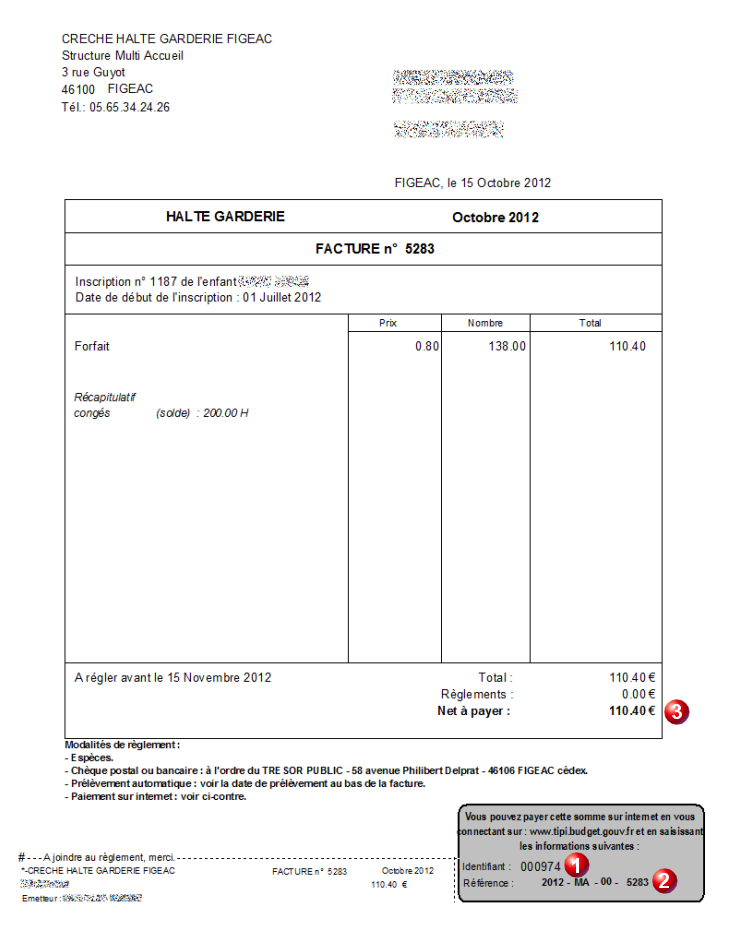 CRECHE HALTE GARDERIE FIGEAC
Structure Multi Accueil
3 rue Guyot
46100 FIGEAC
Tél.: 05.65.34.24.26
FIGEAC, le 15 Octobre 2012
HALTE GARDERIE Octobre 2012
FACTURE n° 5283
Inscription n° 1187 de l'enfant
Date de début de l'inscription : 01 Juillet 2012
Prix Nombre Total
Forfait 0.80 138.00 110.40
Récapitulatif
congés (solde) : 200.00 H
A régler avant le 15 Novembre 2012 Total : 110.40 €
Règlements : 0.00 €
Net à payer : 110.40 € 3
Modalités de règlement :
- Espèces.
- Chèque postal ou bancaire : à l'ordre du TRESOR PUBLIC - 58 avenue Philibert Delprat - 46106 FIGEAC cédex.
- Prélèvement automatique : voir la date de prélèvement au bas de la facture.
- Paiement sur internet : voir ci-contre.
Vous pouvez payer cette somme sur internet en vous
connectant sur : www.tipi.budget.gouv.fr et en saisissant
les informations suivantes :
Identifiant : 000974 1
Référence : 2012 - MA - 00 - 5283 2
#---A joindre au règlement, merci.
*-CRECHE HALTE GARDERIE FIGEAC FACTURE n° 5283 Octobre 2012
110.40 €
Emetteur :